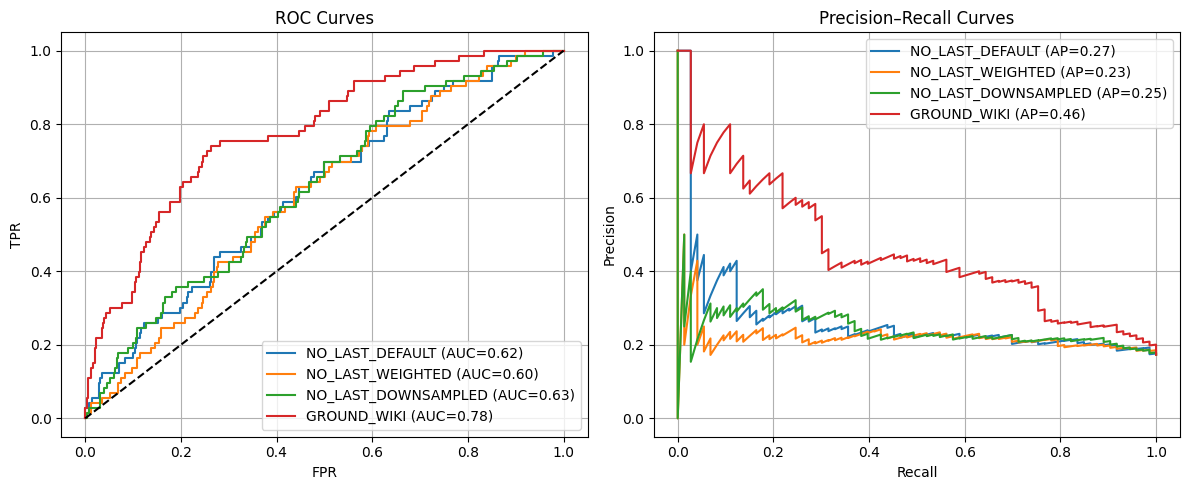 ROC Curves
TPR
1.0
0.8
0.6
0.4
0.2
0.0
NO_LAST_DEFAULT (AUC=0.62)
NO_LAST_WEIGHTED (AUC=0.60)
NO_LAST_DOWNSAMPLED (AUC=0.63)
GROUND_WIKI (AUC=0.78)
0.0 0.2 0.4 0.6 0.8 1.0
FPR
Precision–Recall Curves
Precision
1.0
0.8
0.6
0.4
0.2
0.0
NO_LAST_DEFAULT (AP=0.27)
NO_LAST_WEIGHTED (AP=0.23)
NO_LAST_DOWNSAMPLED (AP=0.25)
GROUND_WIKI (AP=0.46)
0.0 0.2 0.4 0.6 0.8 1.0
Recall